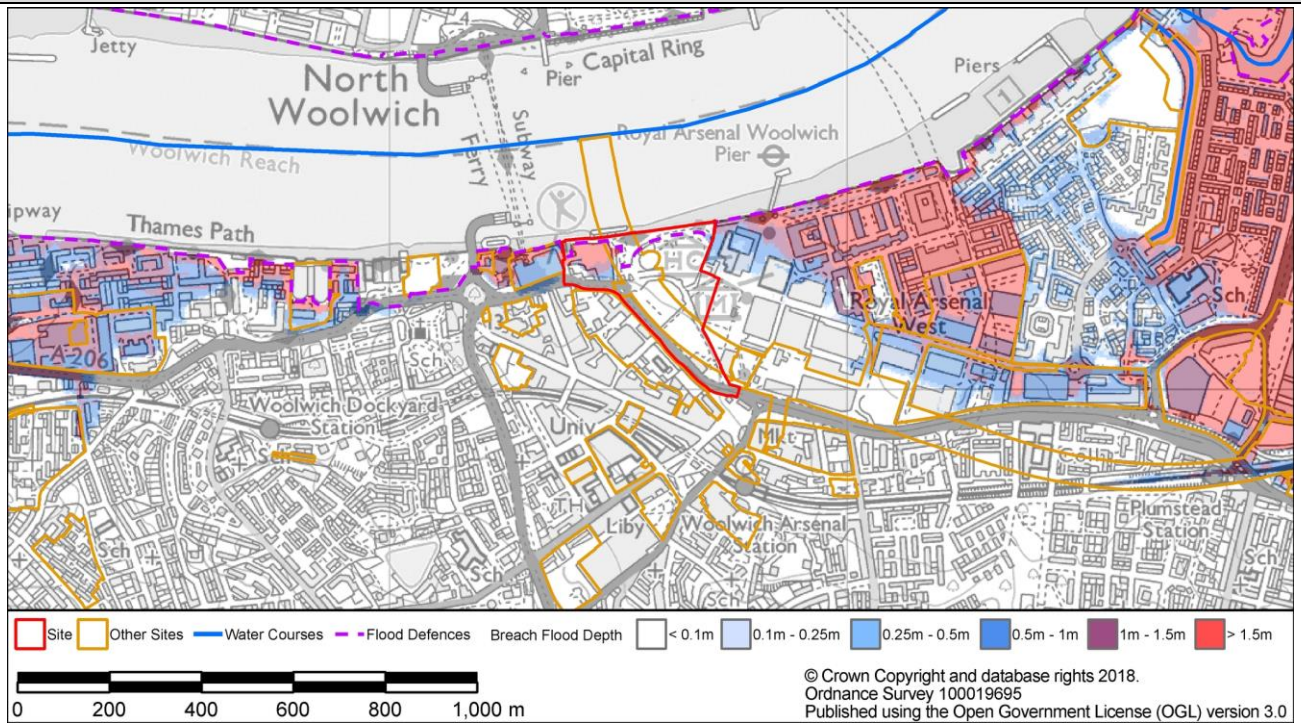 Jetty
North
Woolwich
Pier
Capital Ring
Piers
1
Royal Arsenal Woolwich
Pier
Woolwich Reach
Ferry
Subway
Thames Path
Royal Arsenal
West
Sch
A206
Sch
Woolwich Dockyard
Station
Univ
Mkt
TH
Liby
Woolwich Arsenal
Station
Plumstead
Station
Sch
Sch
Sch
Sch
Site
Other Sites
Water Courses
Flood Defences
Breach Flood Depth
< 0.1m
0.1m - 0.25m
0.25m - 0.5m
0.5m - 1m
1m - 1.5m
> 1.5m
0 200 400 600 800 1,000 m
© Crown Copyright and database rights 2018.
Ordnance Survey 100019695
Published using the Open Government License (OGL) version 3.0